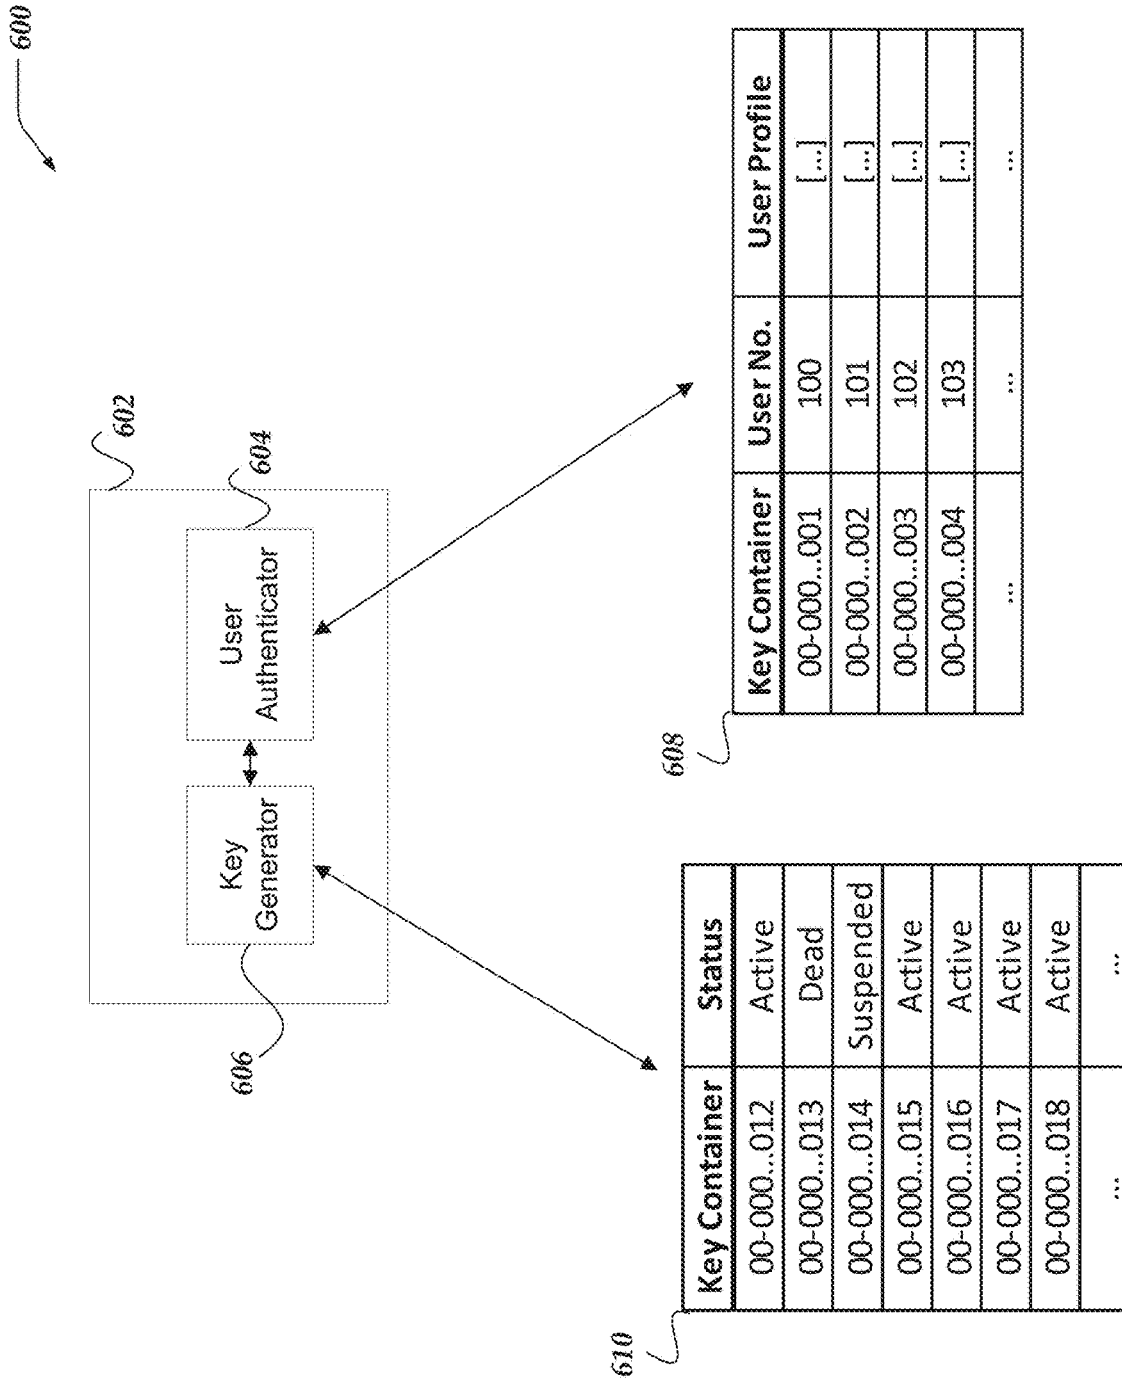 600
602
604
User
Authenticator
Key
Generator
606
608
Key Container User No. User Profile
00-000...001 100 [...]
00-000...002 101 [...]
00-000...003 102 [...]
00-000...004 103 [...]
... ... ...
610
Key Container Status
00-000...012 Active
00-000...013 Dead
00-000...014 Suspended
00-000...015 Active
00-000...016 Active
00-000...017 Active
00-000...018 Active
... ...